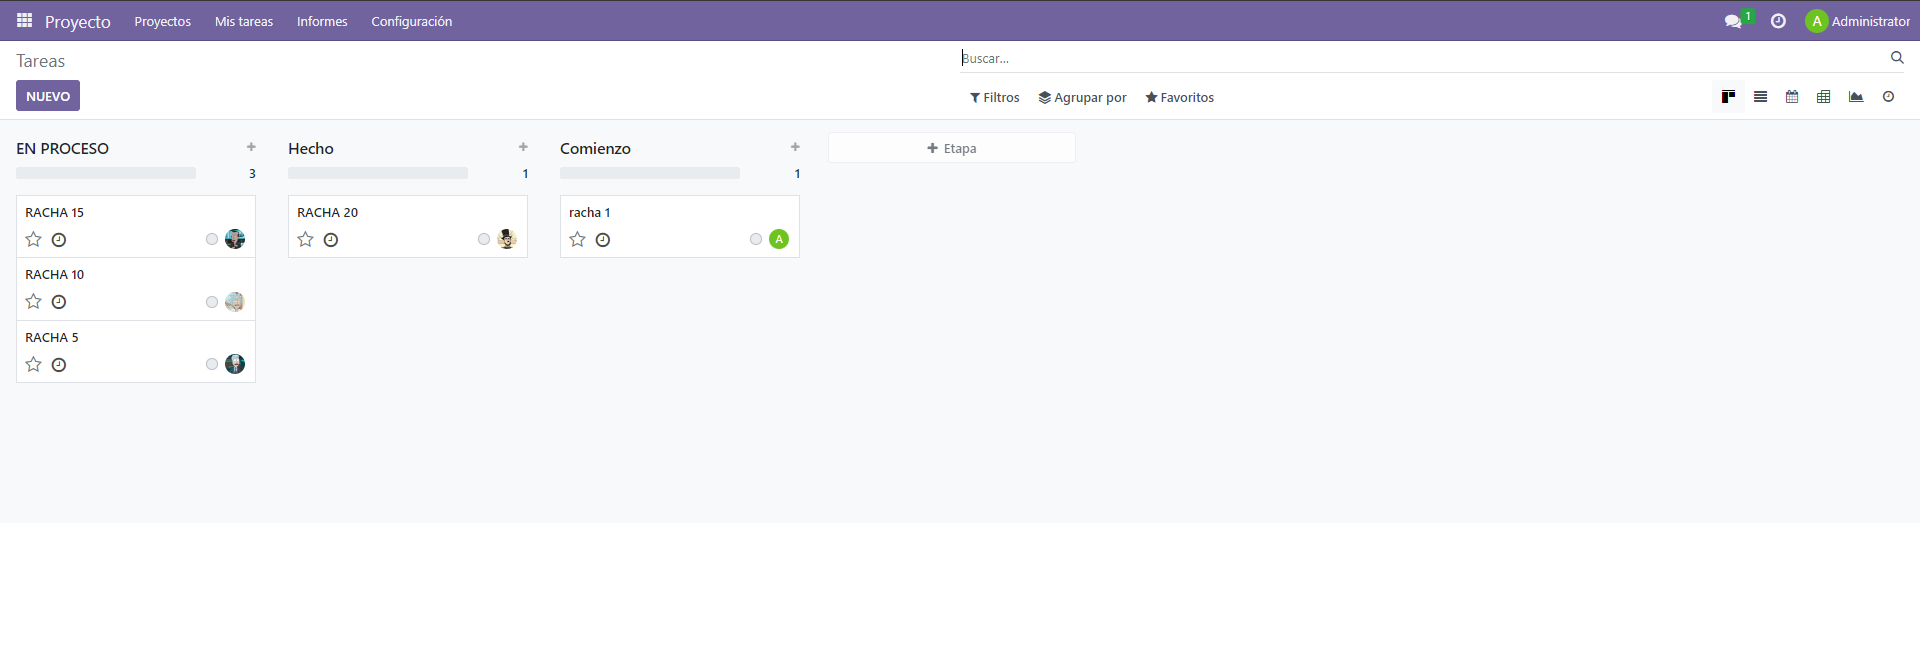 Proyecto Proyectos Mis tareas Informes Configuración 1 A Administrator
Tareas
Buscar...
NUEVO
Filtros Agrupar por Favoritos
EN PROCESO
3
RACHA 15
RACHA 10
RACHA 5
Hecho
1
RACHA 20
Comienzo
1
racha 1
A
Etapa